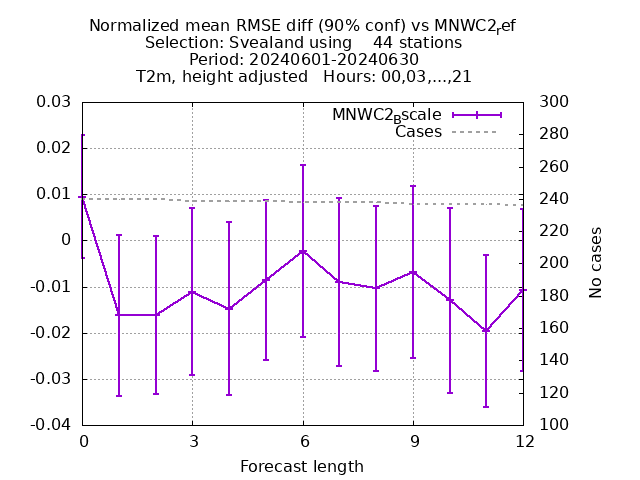 Normalized mean RMSE diff (90% conf) vs MNWC2ref
Selection: Svealand using    44 stations
Period: 20240601-20240630
T2m, height adjusted   Hours: 00,03,...,21
MNWC2Bscale
Cases
0.03
0.02
0.01
0
-0.01
-0.02
-0.03
-0.04
300
280
260
240
220
200
180
160
140
120
100
No cases
0 3 6 9 12
Forecast length